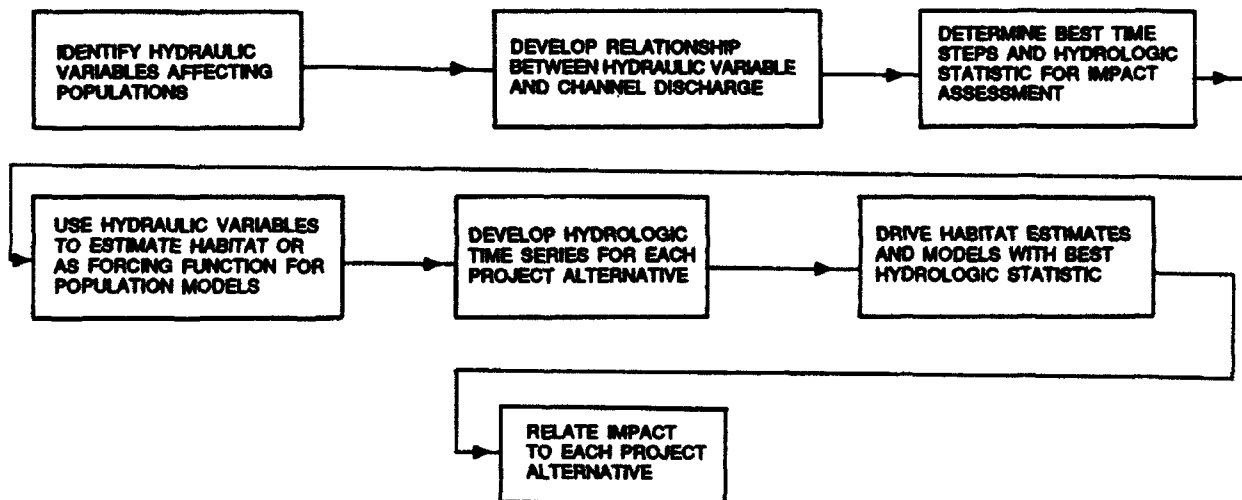 IDENTIFY HYDRAULIC
VARIABLES AFFECTING
POPULATIONS
DEVELOP RELATIONSHIP
BETWEEN HYDRAULIC VARIABLE
AND CHANNEL DISCHARGE
DETERMINE BEST TIME
STEPS AND HYDROLOGIC
STATISTIC FOR IMPACT
ASSESSMENT
USE HYDRAULIC VARIABLES
TO ESTIMATE HABITAT OR
AS FORCING FUNCTION FOR
POPULATION MODELS
DEVELOP HYDROLOGIC
TIME SERIES FOR EACH
PROJECT ALTERNATIVE
DRIVE HABITAT ESTIMATES
AND MODELS WITH BEST
HYDROLOGIC STATISTIC
RELATE IMPACT
TO EACH PROJECT
ALTERNATIVE